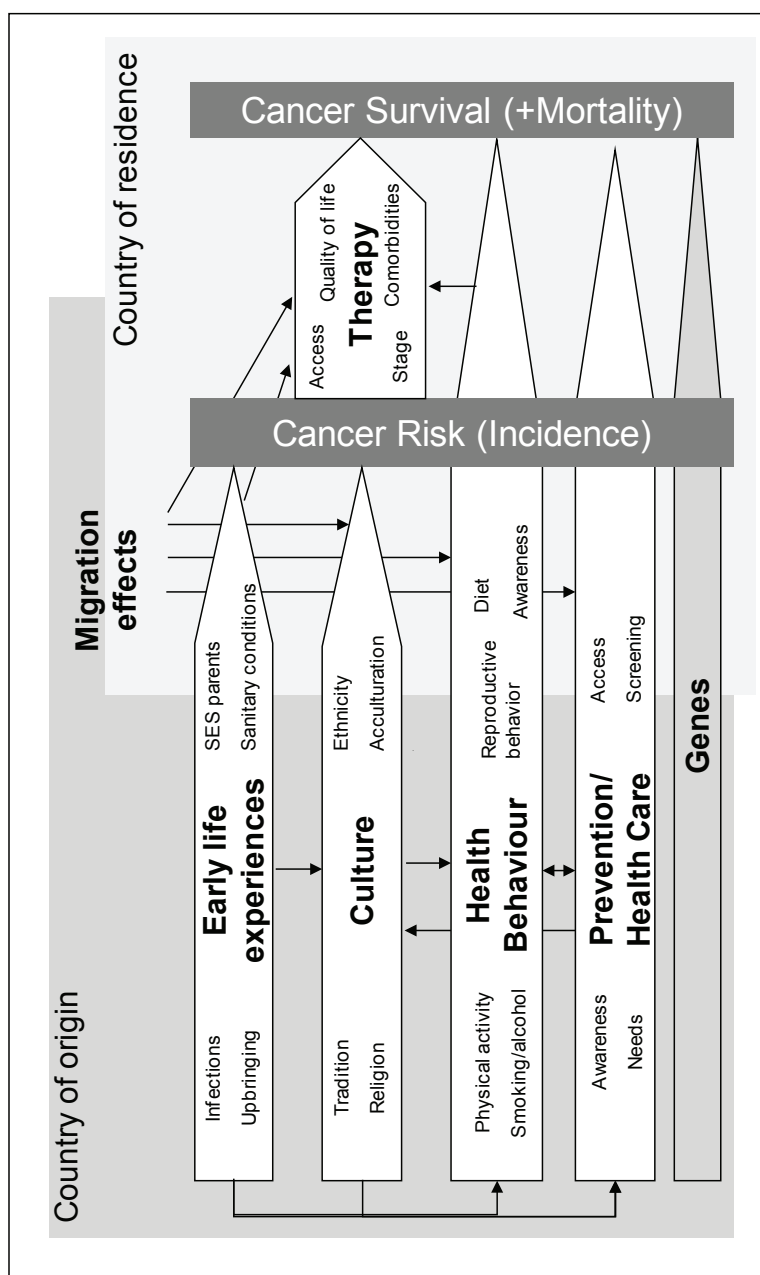 Country of origin
Country of residence
Migration
effects
Infections
Upbringing
Early life
experiences
SES parents
Sanitary conditions
Tradition
Religion
Culture
Ethnicity
Acculturation
Physical activity
Smoking/alcohol
Health
Behaviour
Reproductive
behavior
Diet
Awareness
Awareness
Needs
Prevention/
Health Care
Access
Screening
Genes
Cancer Risk (Incidence)
Access
Quality of life
Therapy
Stage
Comorbidities
Cancer Survival (+Mortality)